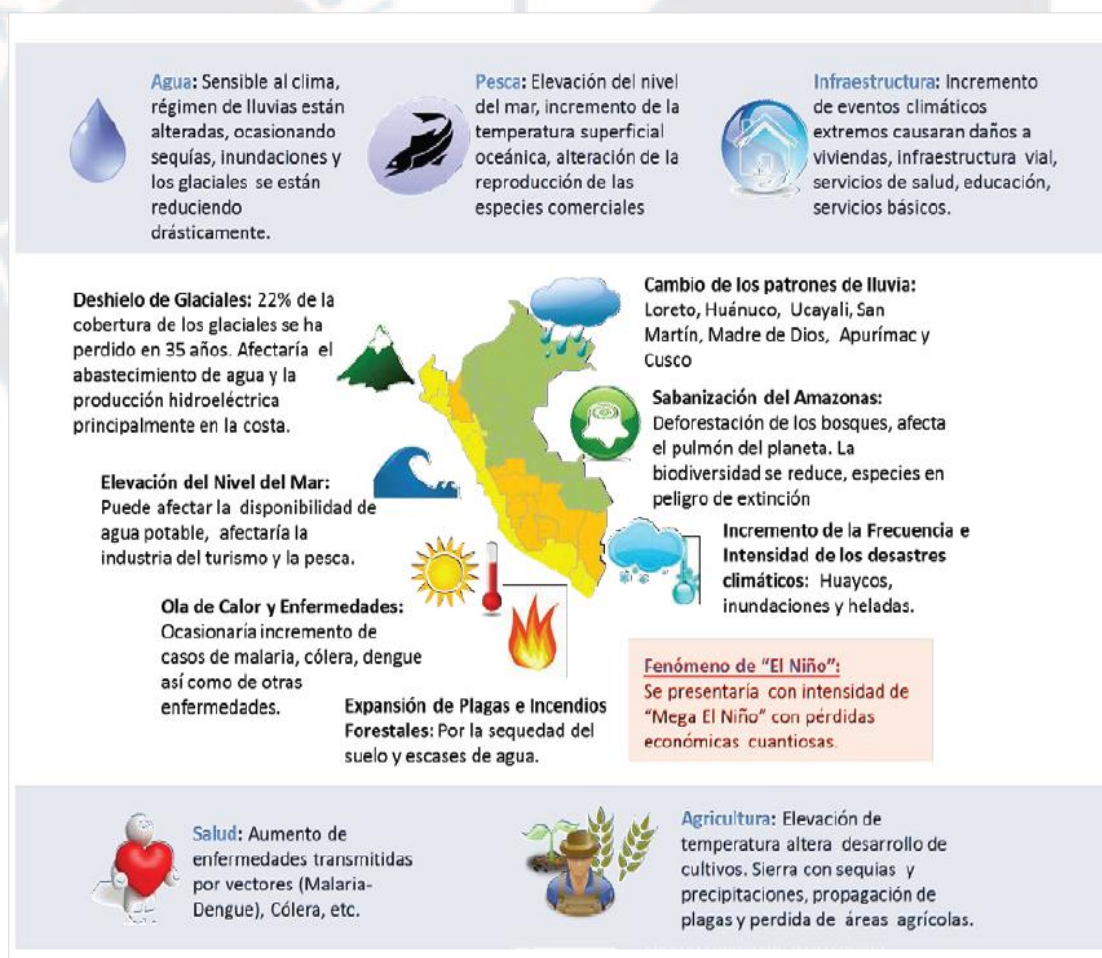 Agua: Sensible al clima,
régimen de lluvias están
alteradas, ocasionando
sequías, inundaciones y
los glaciales se están
reduciendo
drásticamente.
Pesca: Elevación del nivel
del mar, incremento de la
temperatura superficial
oceánica, alteración de la
reproducción de las
especies comerciales
Infraestructura: Incremento
de eventos climáticos
extremos causaran daños a
viviendas, infraestructura vial,
servicios de salud, educación,
servicios básicos.
Deshielo de Glaciales: 22% de la
cobertura de los glaciales se ha
perdido en 35 años. Afectaría el
abastecimiento de agua y la
producción hidroeléctrica
principalmente en la costa.
Cambio de los patrones de lluvia:
Loreto, Huánuco, Ucayali, San
Martín, Madre de Dios, Apurímac y
Cusco
Sabanización del Amazonas:
Deforestación de los bosques, afecta
el pulmón del planeta. La
biodiversidad se reduce, especies en
peligro de extinción
Elevación del Nivel del Mar:
Puede afectar la disponibilidad de
agua potable, afectaría la
industria del turismo y la pesca.
Incremento de la Frecuencia e
Intensidad de los desastres
climáticos: Huaycos,
inundaciones y heladas.
Ola de Calor y Enfermedades:
Ocasionaría incremento de
casos de malaria, cólera, dengue
así como de otras
enfermedades.
Expansión de Plagas e Incendios
Forestales: Por la sequedad del
suelo y escases de agua.
Fenómeno de "El Niño":
Se presentaría con intensidad de
"Mega El Niño" con pérdidas
económicas cuantiosas.
Salud: Aumento de
enfermedades transmitidas
por vectores (Malaria-
Dengue), Cólera, etc.
Agricultura: Elevación de
temperatura altera desarrollo de
cultivos. Sierra con sequias y
precipitaciones, propagación de
plagas y perdida de áreas agrícolas.